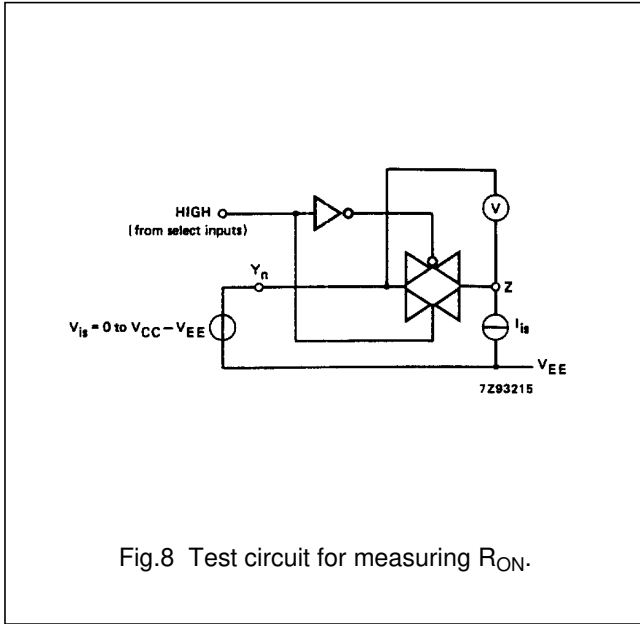 HIGH
(from select inputs)
V
Yn
Z
Vis = 0 to VCC – VEE
Iis
VEE
7Z93215
Fig.8 Test circuit for measuring RON.